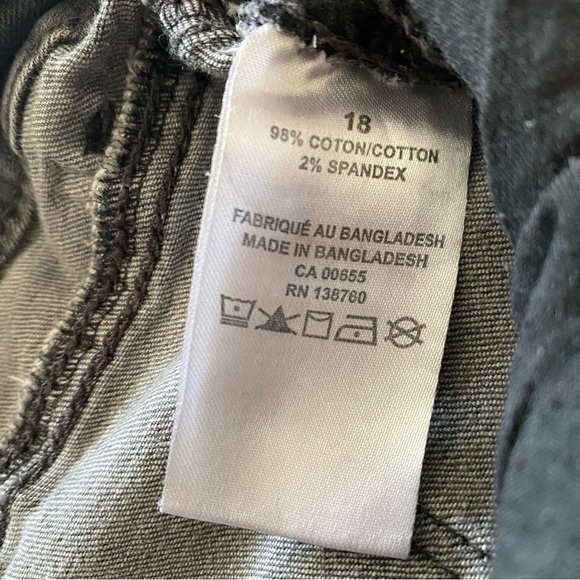 18
98% COTON/COTTON
2% SPANDEX
FABRIQUÉ AU BANGLADESH
MADE IN BANGLADESH
CA 00655
RN 138760